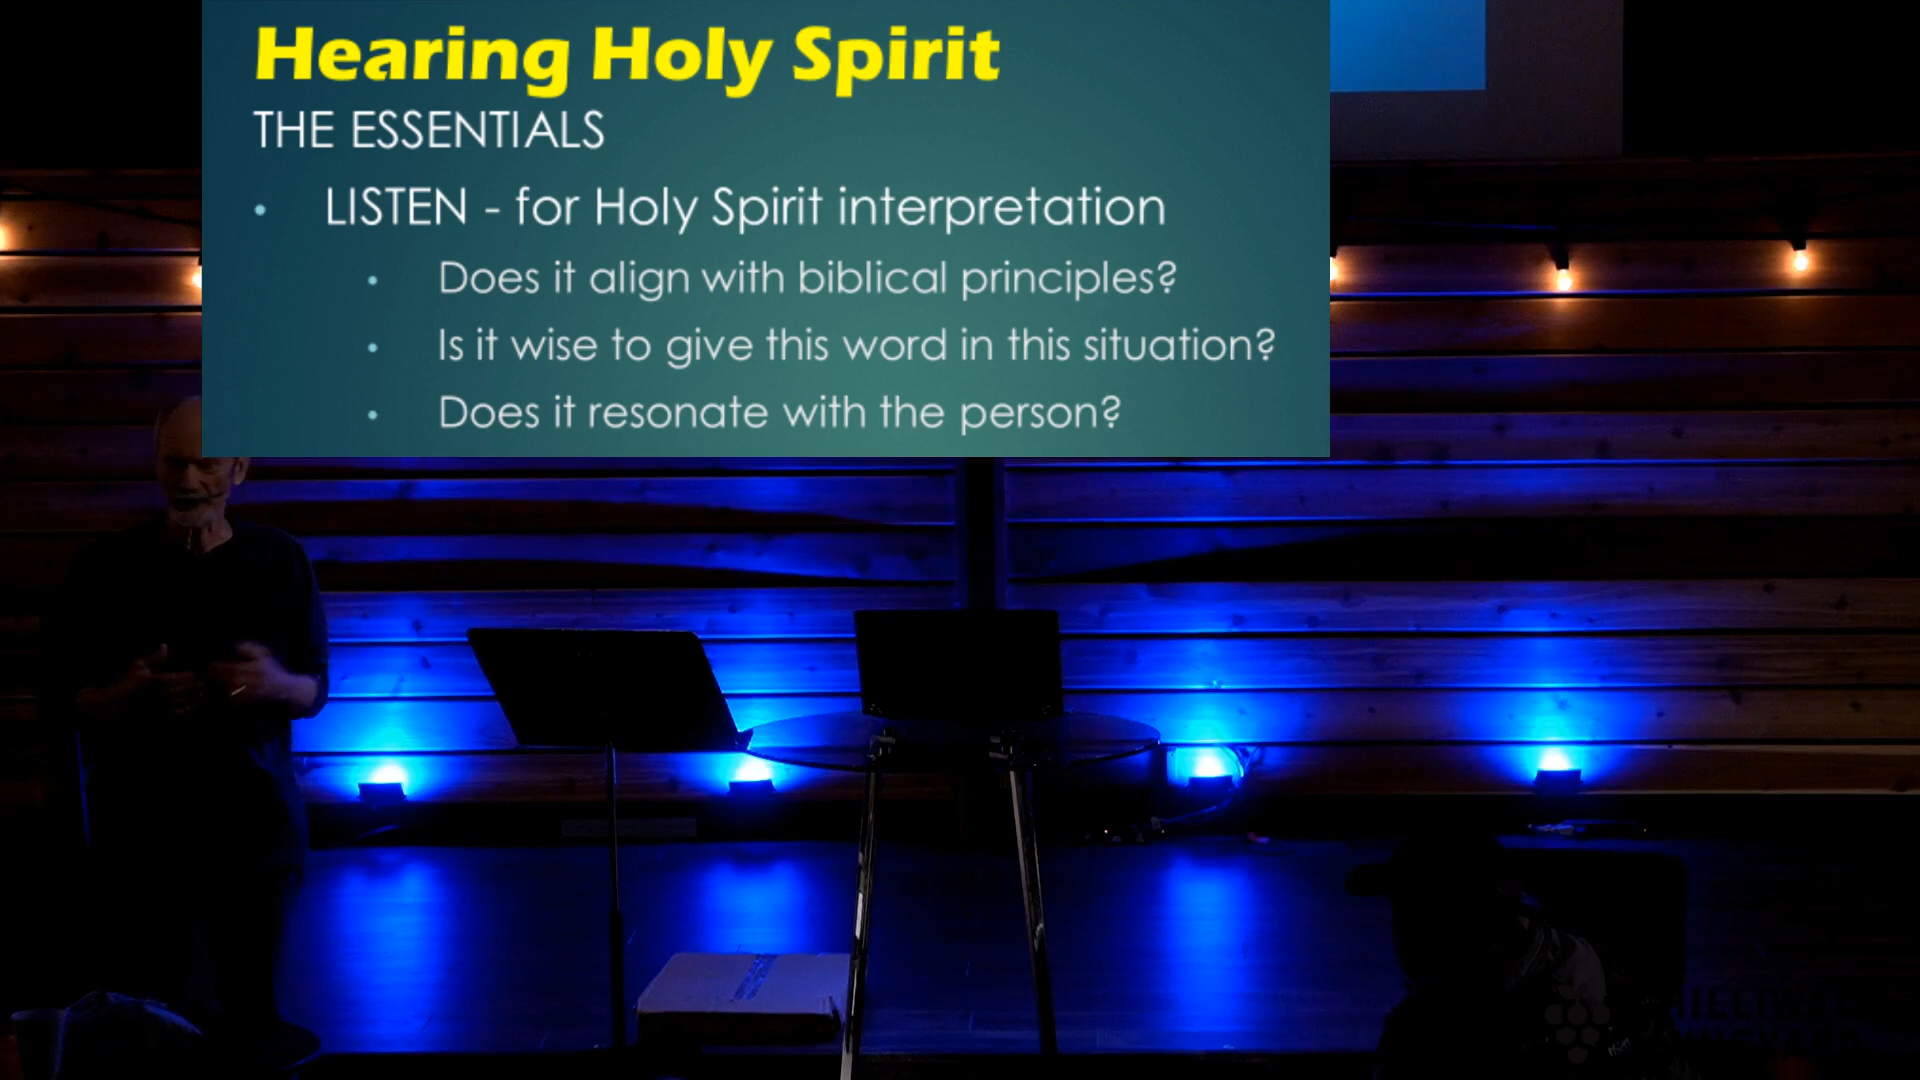 Hearing Holy Spirit
THE ESSENTIALS
• LISTEN - for Holy Spirit interpretation
• Does it align with biblical principles?
• Is it wise to give this word in this situation?
• Does it resonate with the person?